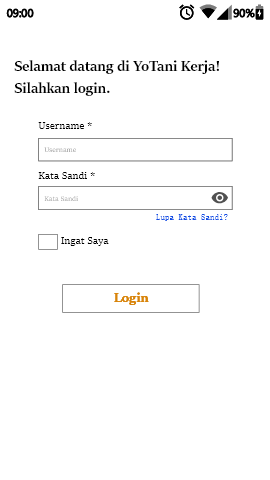 09:00
90%
Selamat datang di YoTani Kerja!
Silahkan login.
Username *
Username
Kata Sandi *
Kata Sandi
Lupa Kata Sandi?
Ingat Saya
Login